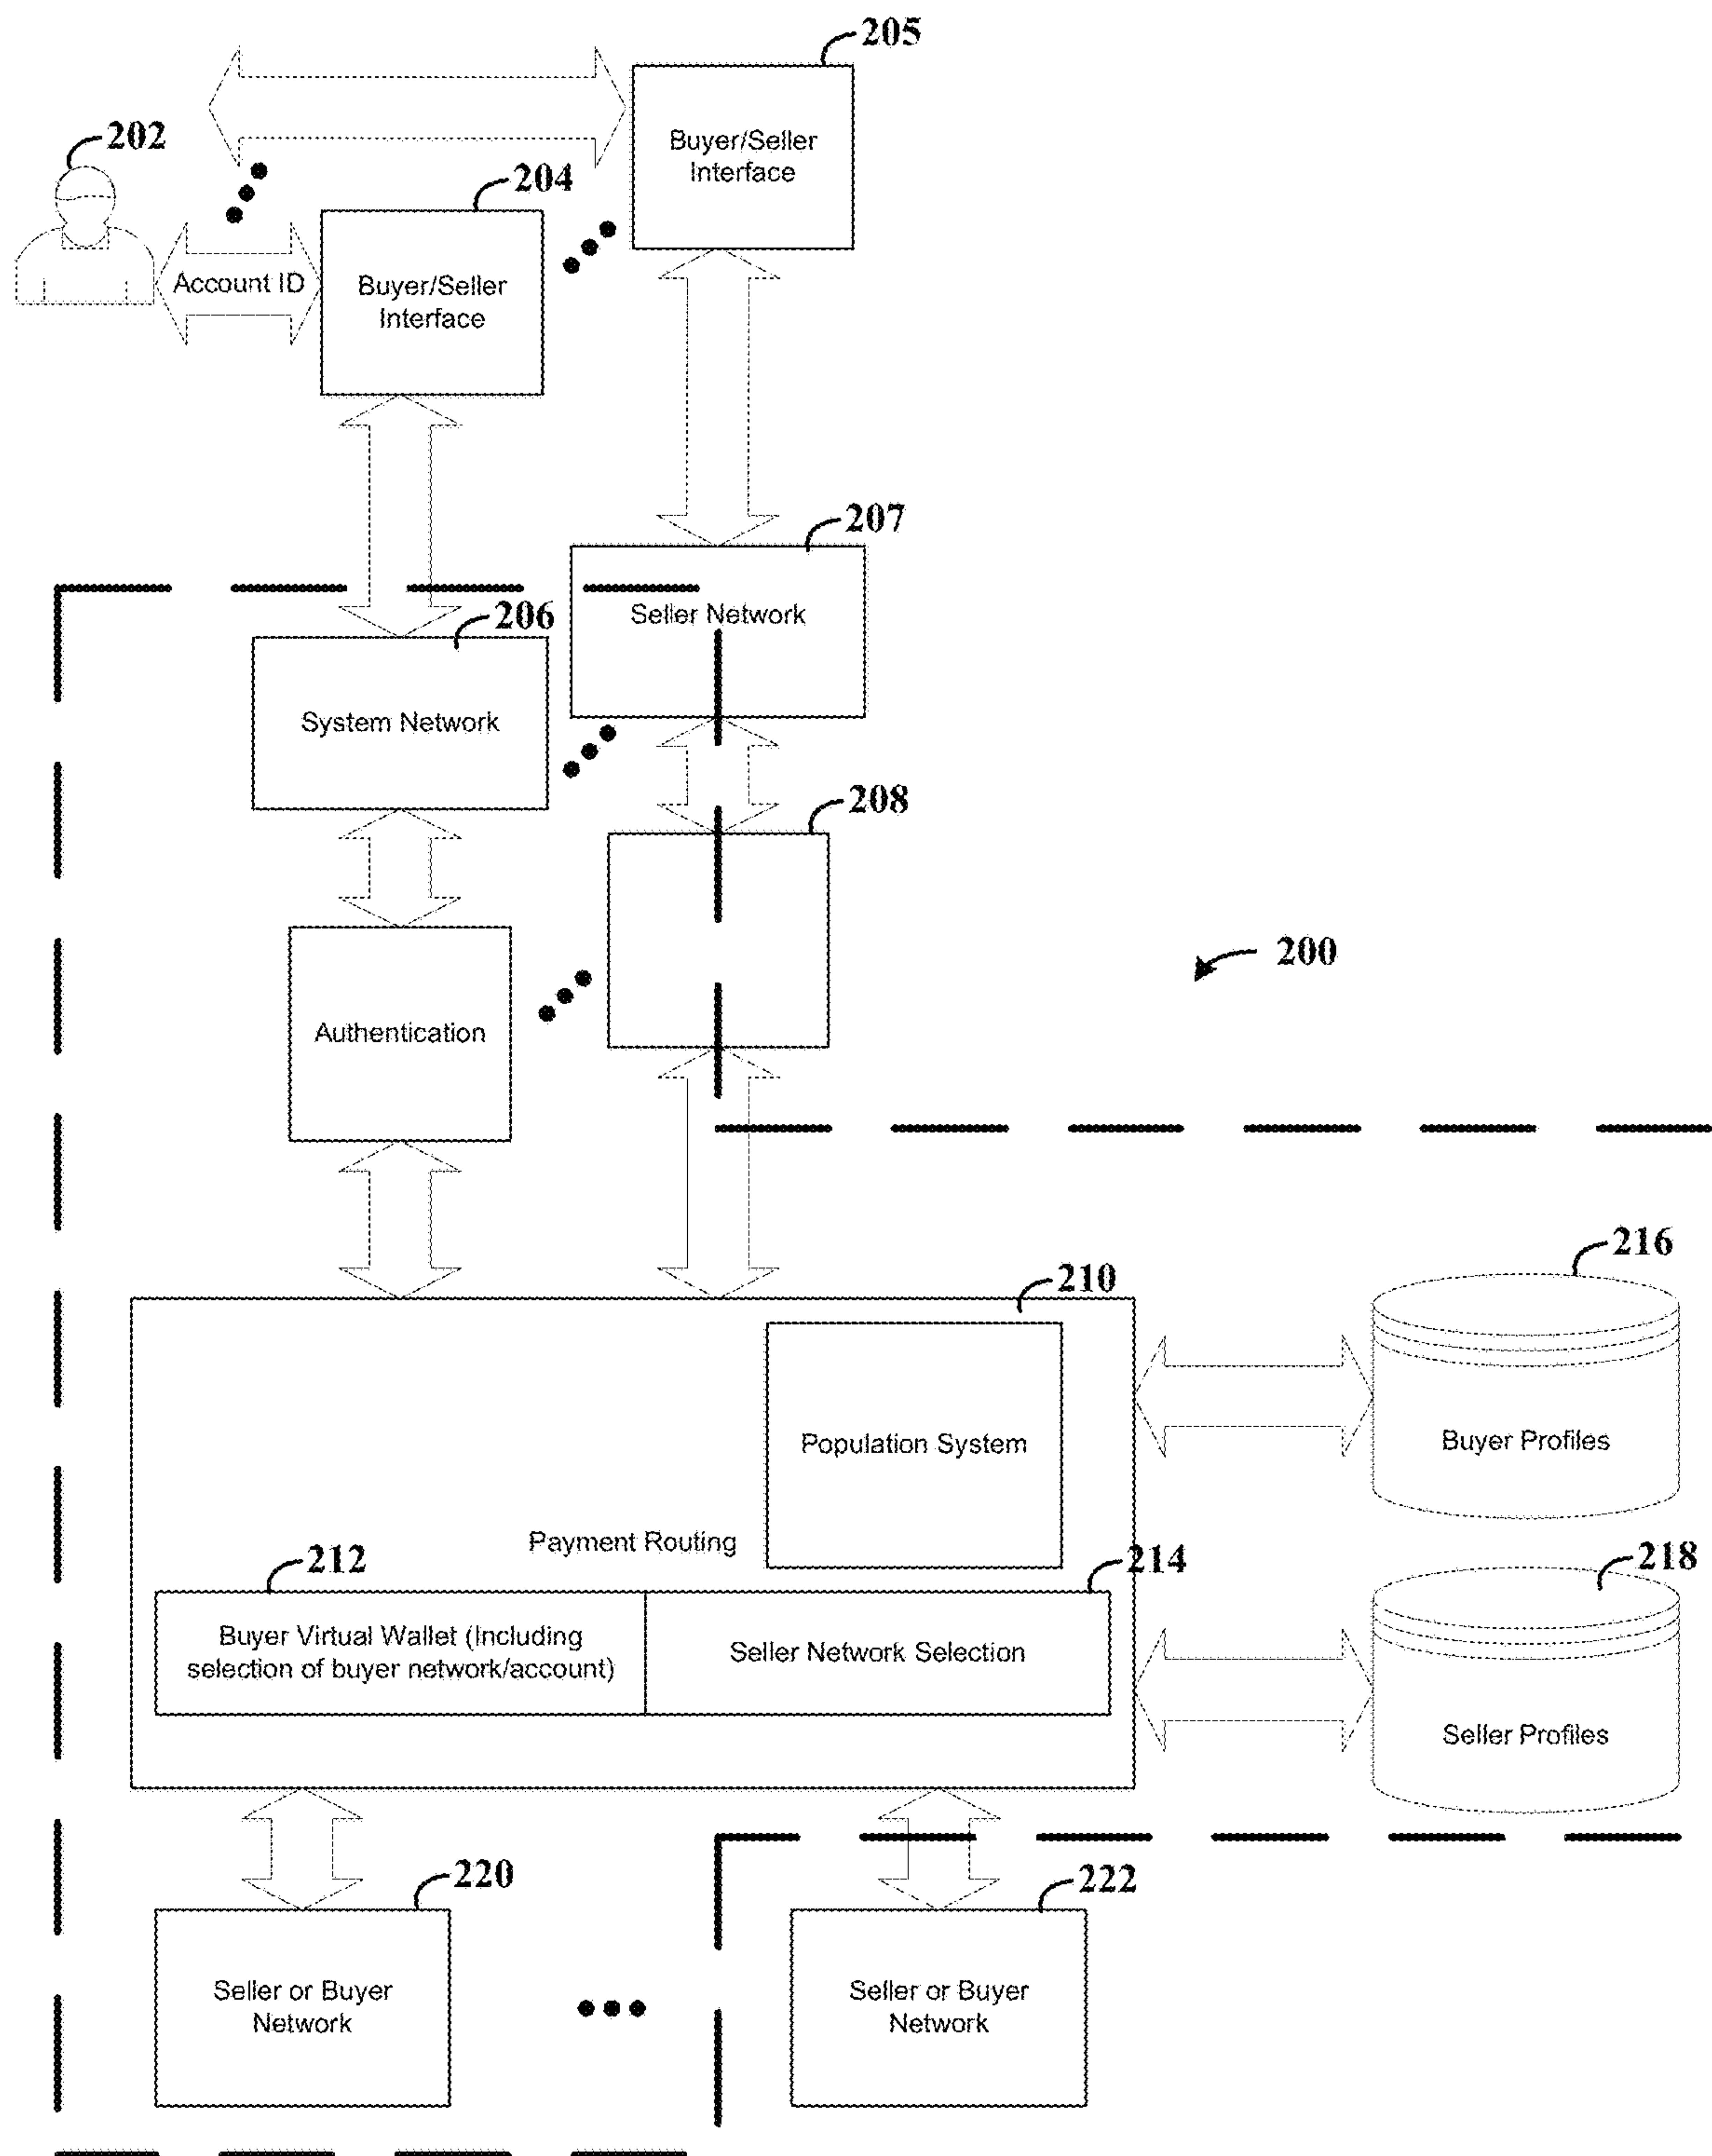 205
Buyer/Seller
Interface
202
204
Account ID
Buyer/Seller
Interface
207
Seller Network
206
System Network
208
200
Authentication
210
216
Population System
Buyer Profiles
Payment Routing
212
214
218
Buyer Virtual Wallet (Including
selection of buyer network/account)
Seller Network Selection
Seller Profiles
220
222
Seller or Buyer
Network
Seller or Buyer
Network